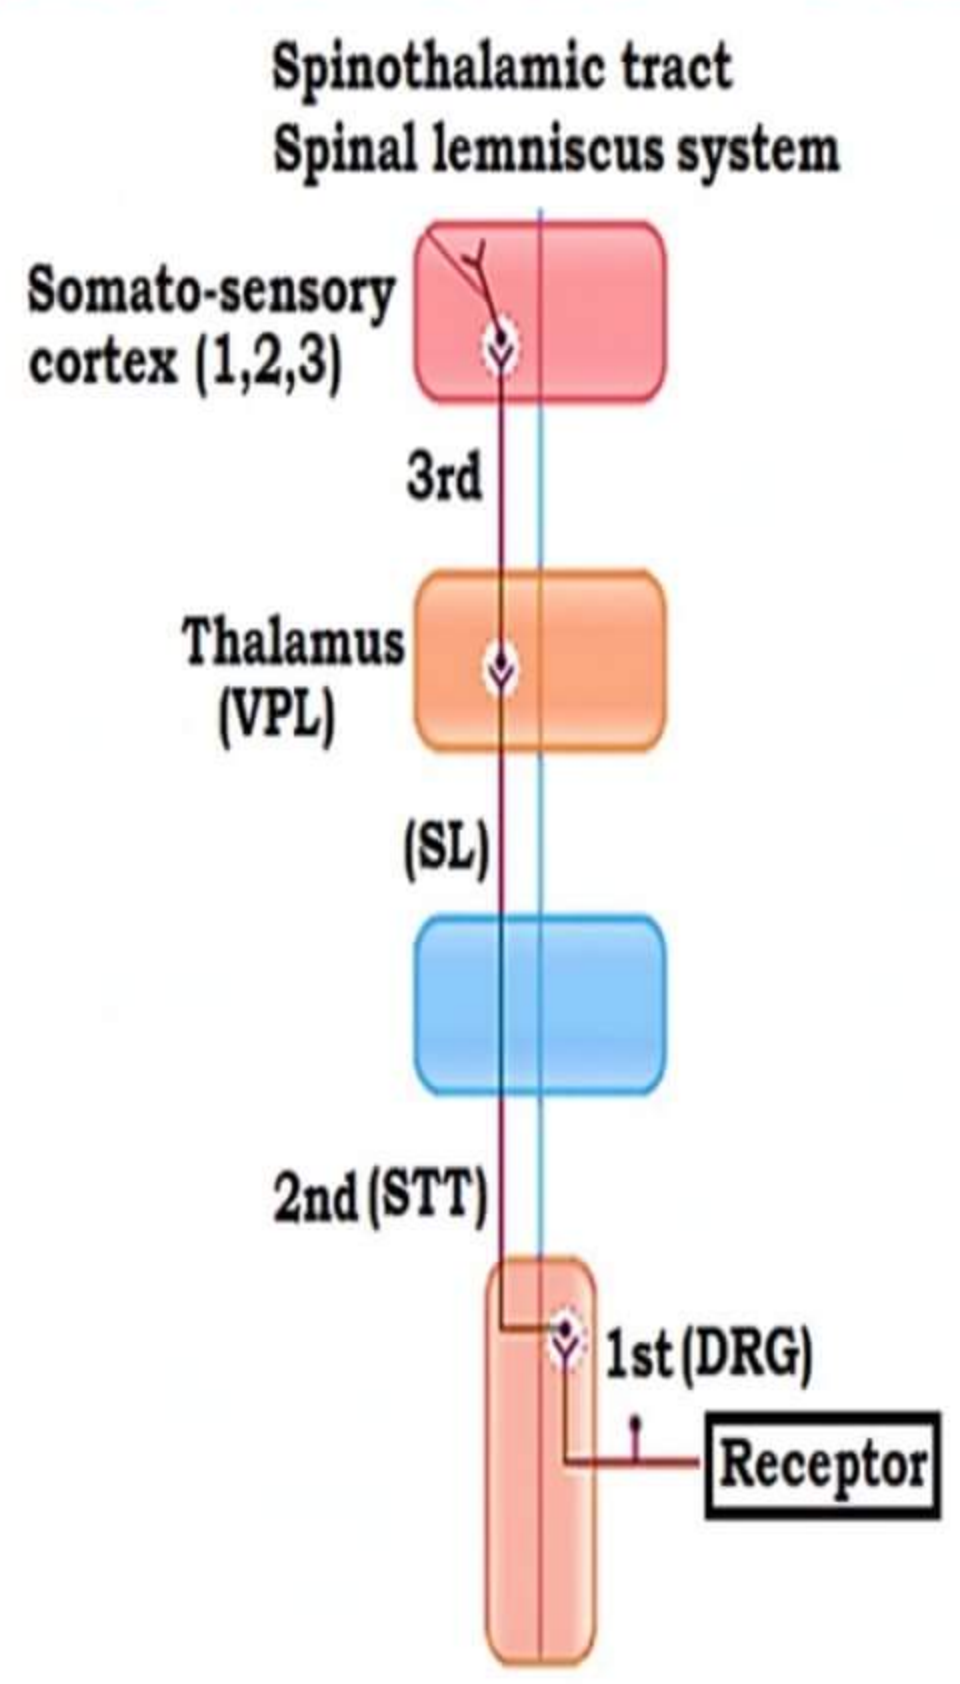 Spinothalamic tract
Spinal lemniscus system
Somato-sensory
cortex (1,2,3)
3rd
Thalamus
(VPL)
(SL)
2nd (STT)
1st (DRG)
Receptor